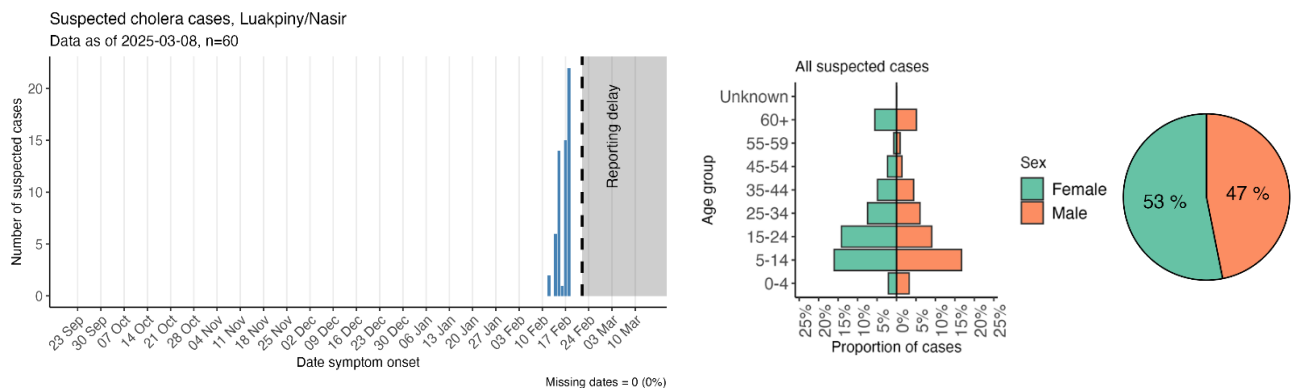 Suspected cholera cases, Luakpiny/Nasir
Data as of 2025-03-08, n=60
Number of suspected cases
20
15
10
5
0
Reporting delay
23 Sep
30 Sep
07 Oct
14 Oct
21 Oct
28 Oct
04 Nov
11 Nov
18 Nov
25 Nov
02 Dec
09 Dec
16 Dec
23 Dec
30 Dec
06 Jan
13 Jan
20 Jan
27 Jan
03 Feb
10 Feb
17 Feb
24 Feb
03 Mar
10 Mar
Date symptom onset
Missing dates = 0 (0%)
All suspected cases
Age group
Unknown
60+
55-59
45-54
35-44
25-34
15-24
5-14
0-4
25%
20%
15%
10%
5%
0%
5%
10%
15%
20%
25%
Proportion of cases
Sex
Female
Male
53 %
47 %